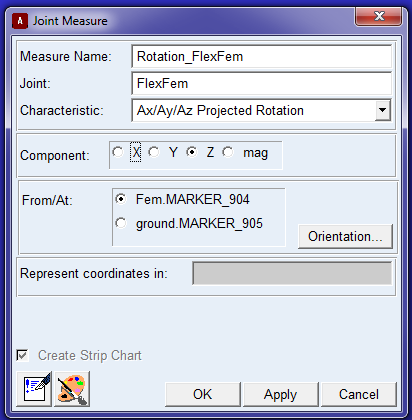 A Joint Measure
Measure Name: Rotation_FlexFem
Joint: FlexFem
Characteristic: Ax/Ay/Az Projected Rotation
Component: X Y Z mag
From/At: Fem.MARKER_904
ground.MARKER_905
Orientation...
Represent coordinates in:
Create Strip Chart
OK Apply Cancel